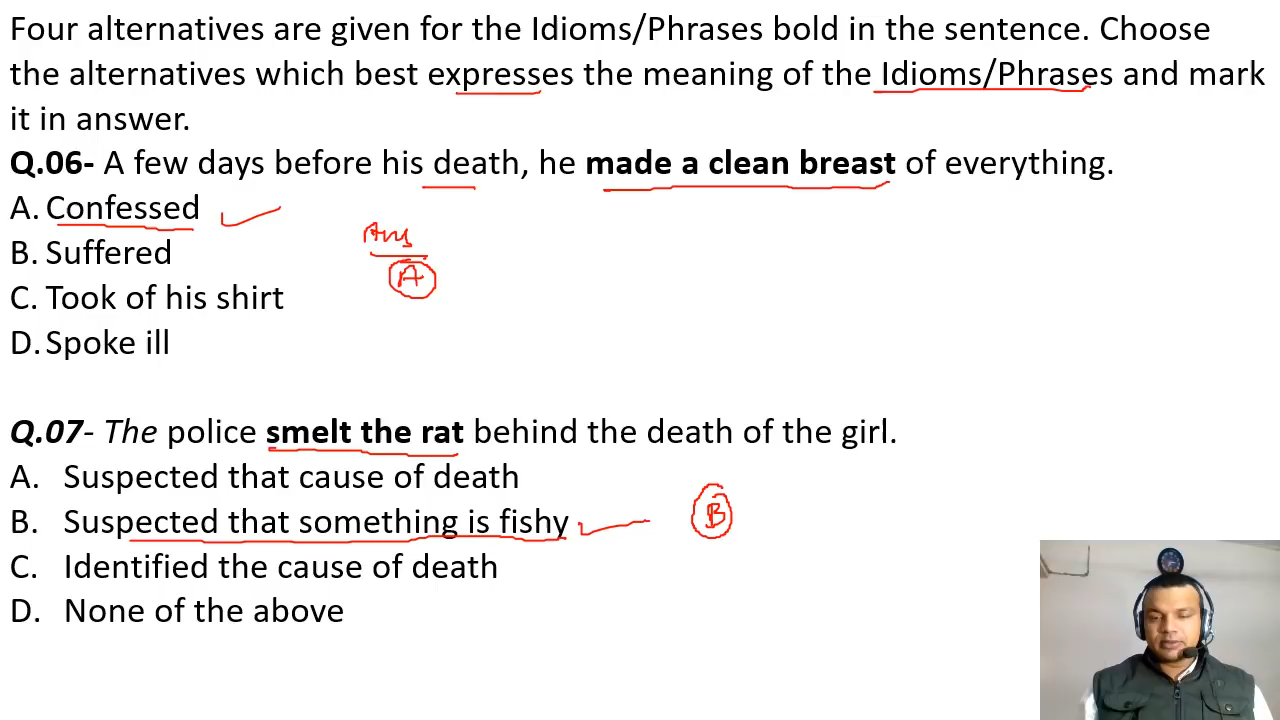 Four alternatives are given for the Idioms/Phrases bold in the sentence. Choose
the alternatives which best expresses the meaning of the Idioms/Phrases and mark
it in answer.
Q.06- A few days before his death, he made a clean breast of everything.
A. Confessed
Ans
B. Suffered
A
C. Took of his shirt
D. Spoke ill
Q.07- The police smelt the rat behind the death of the girl.
A. Suspected that cause of death
B. Suspected that something is fishy
B
C. Identified the cause of death
D. None of the above